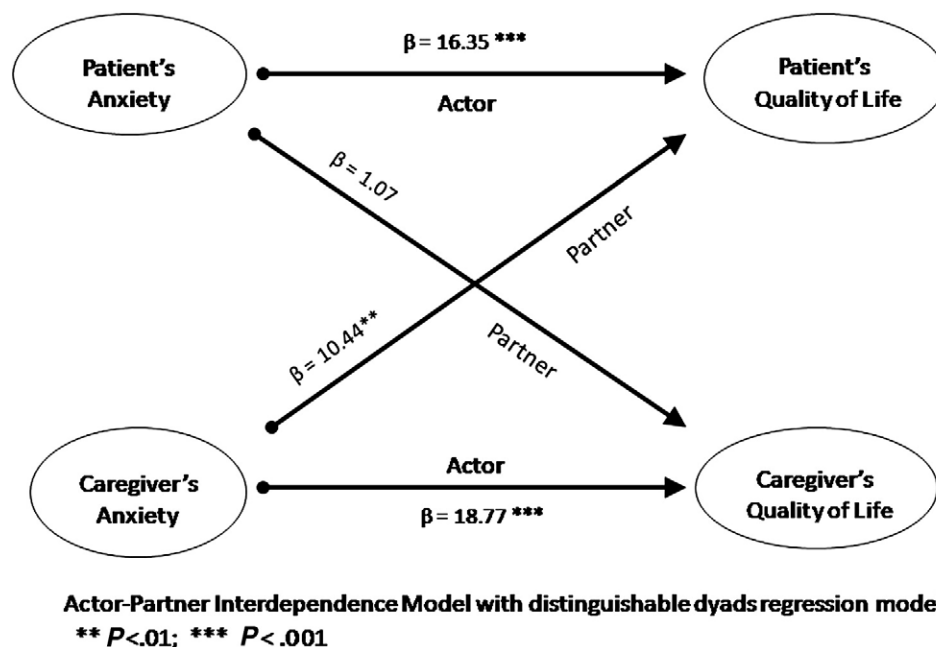 β = 16.35 ***
Patient's
Anxiety
Actor
Patient's
Quality of Life
β = 1.07
Partner
β = 10.44**
Partner
Caregiver's
Anxiety
Actor
β = 18.77 ***
Caregiver's
Quality of Life
Actor-Partner Interdependence Model with distinguishable dyads regression mode
** P<.01; *** P< .001